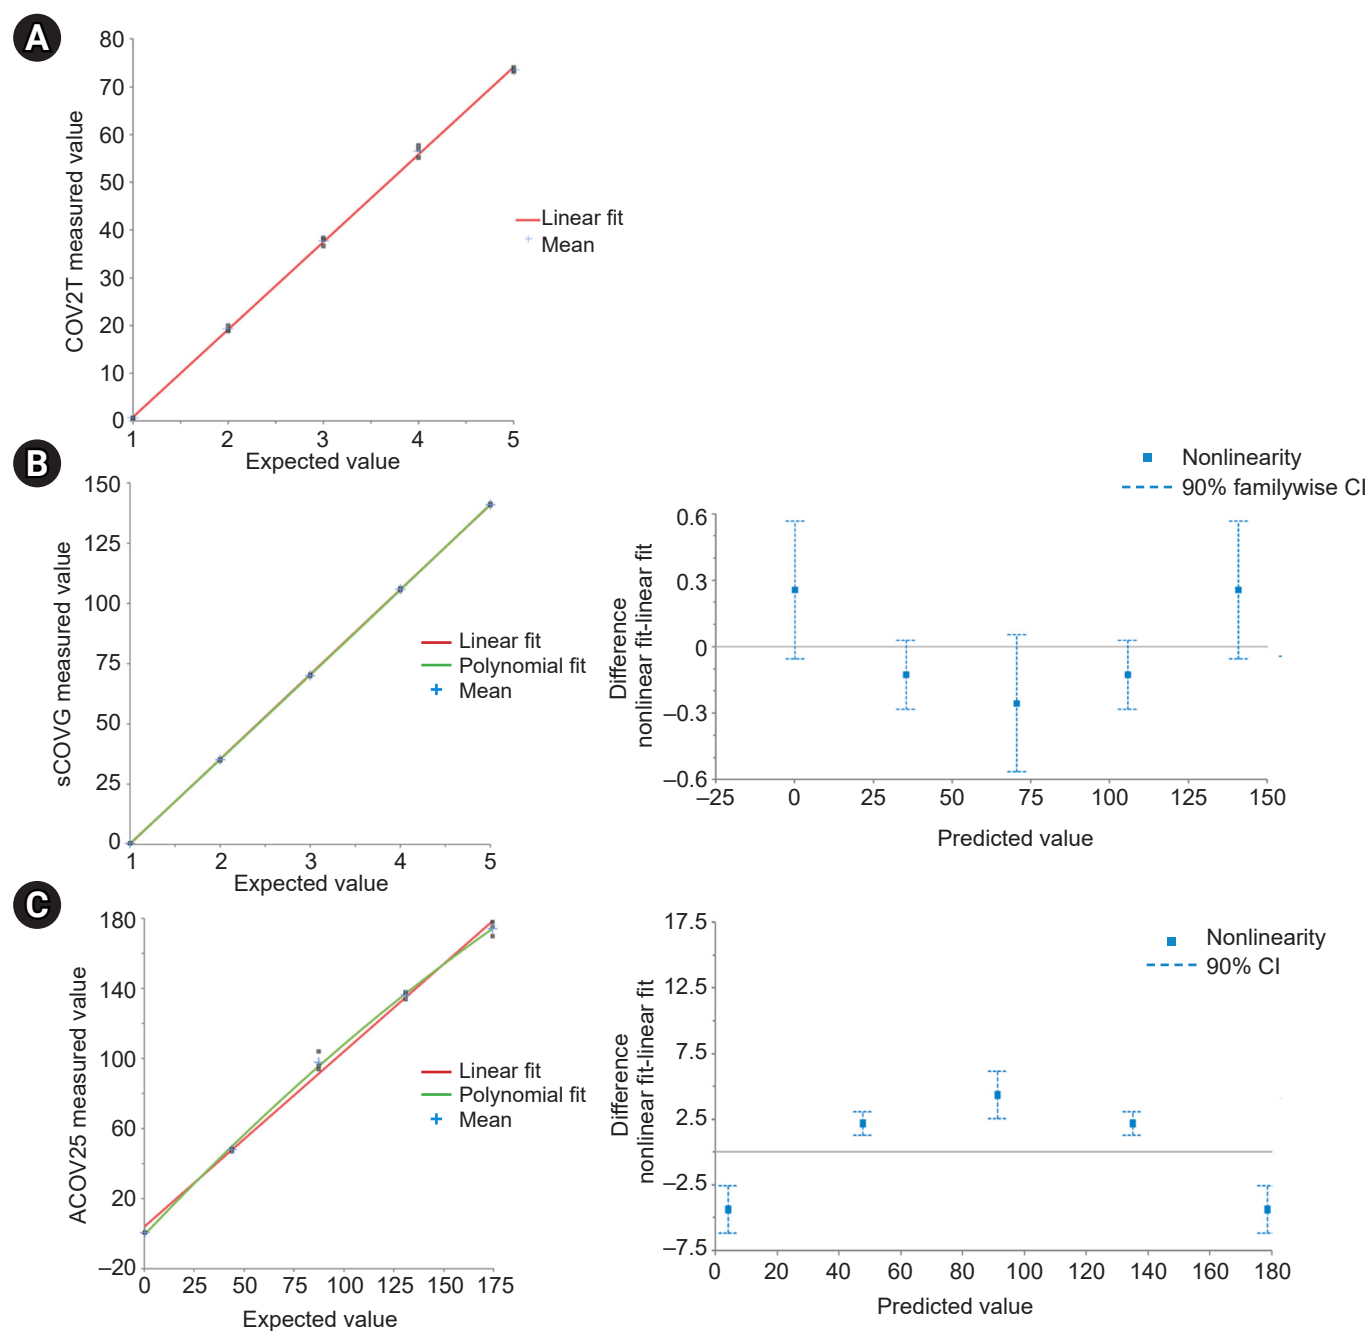 A
COV2T measured value
80
70
60
50
40
30
20
10
0
1 2 3 4 5
Expected value
Linear fit
Mean
B
sCOVG measured value
150
125
100
75
50
25
0
1 2 3 4 5
Expected value
Linear fit
Polynomial fit
Mean
Nonlinearity
90% familywise CI
Difference
nonlinear fit-linear fit
0.6
0.3
0
–0.3
–0.6
–25 0 25 50 75 100 125 150
Predicted value
C
ACOV25 measured value
180
140
100
60
20
–20
0 25 50 75 100 125 150 175
Expected value
Linear fit
Polynomial fit
Mean
Nonlinearity
90% CI
Difference
nonlinear fit-linear fit
17.5
12.5
7.5
2.5
–2.5
–7.5
0 20 40 60 80 100 120 140 160 180
Predicted value